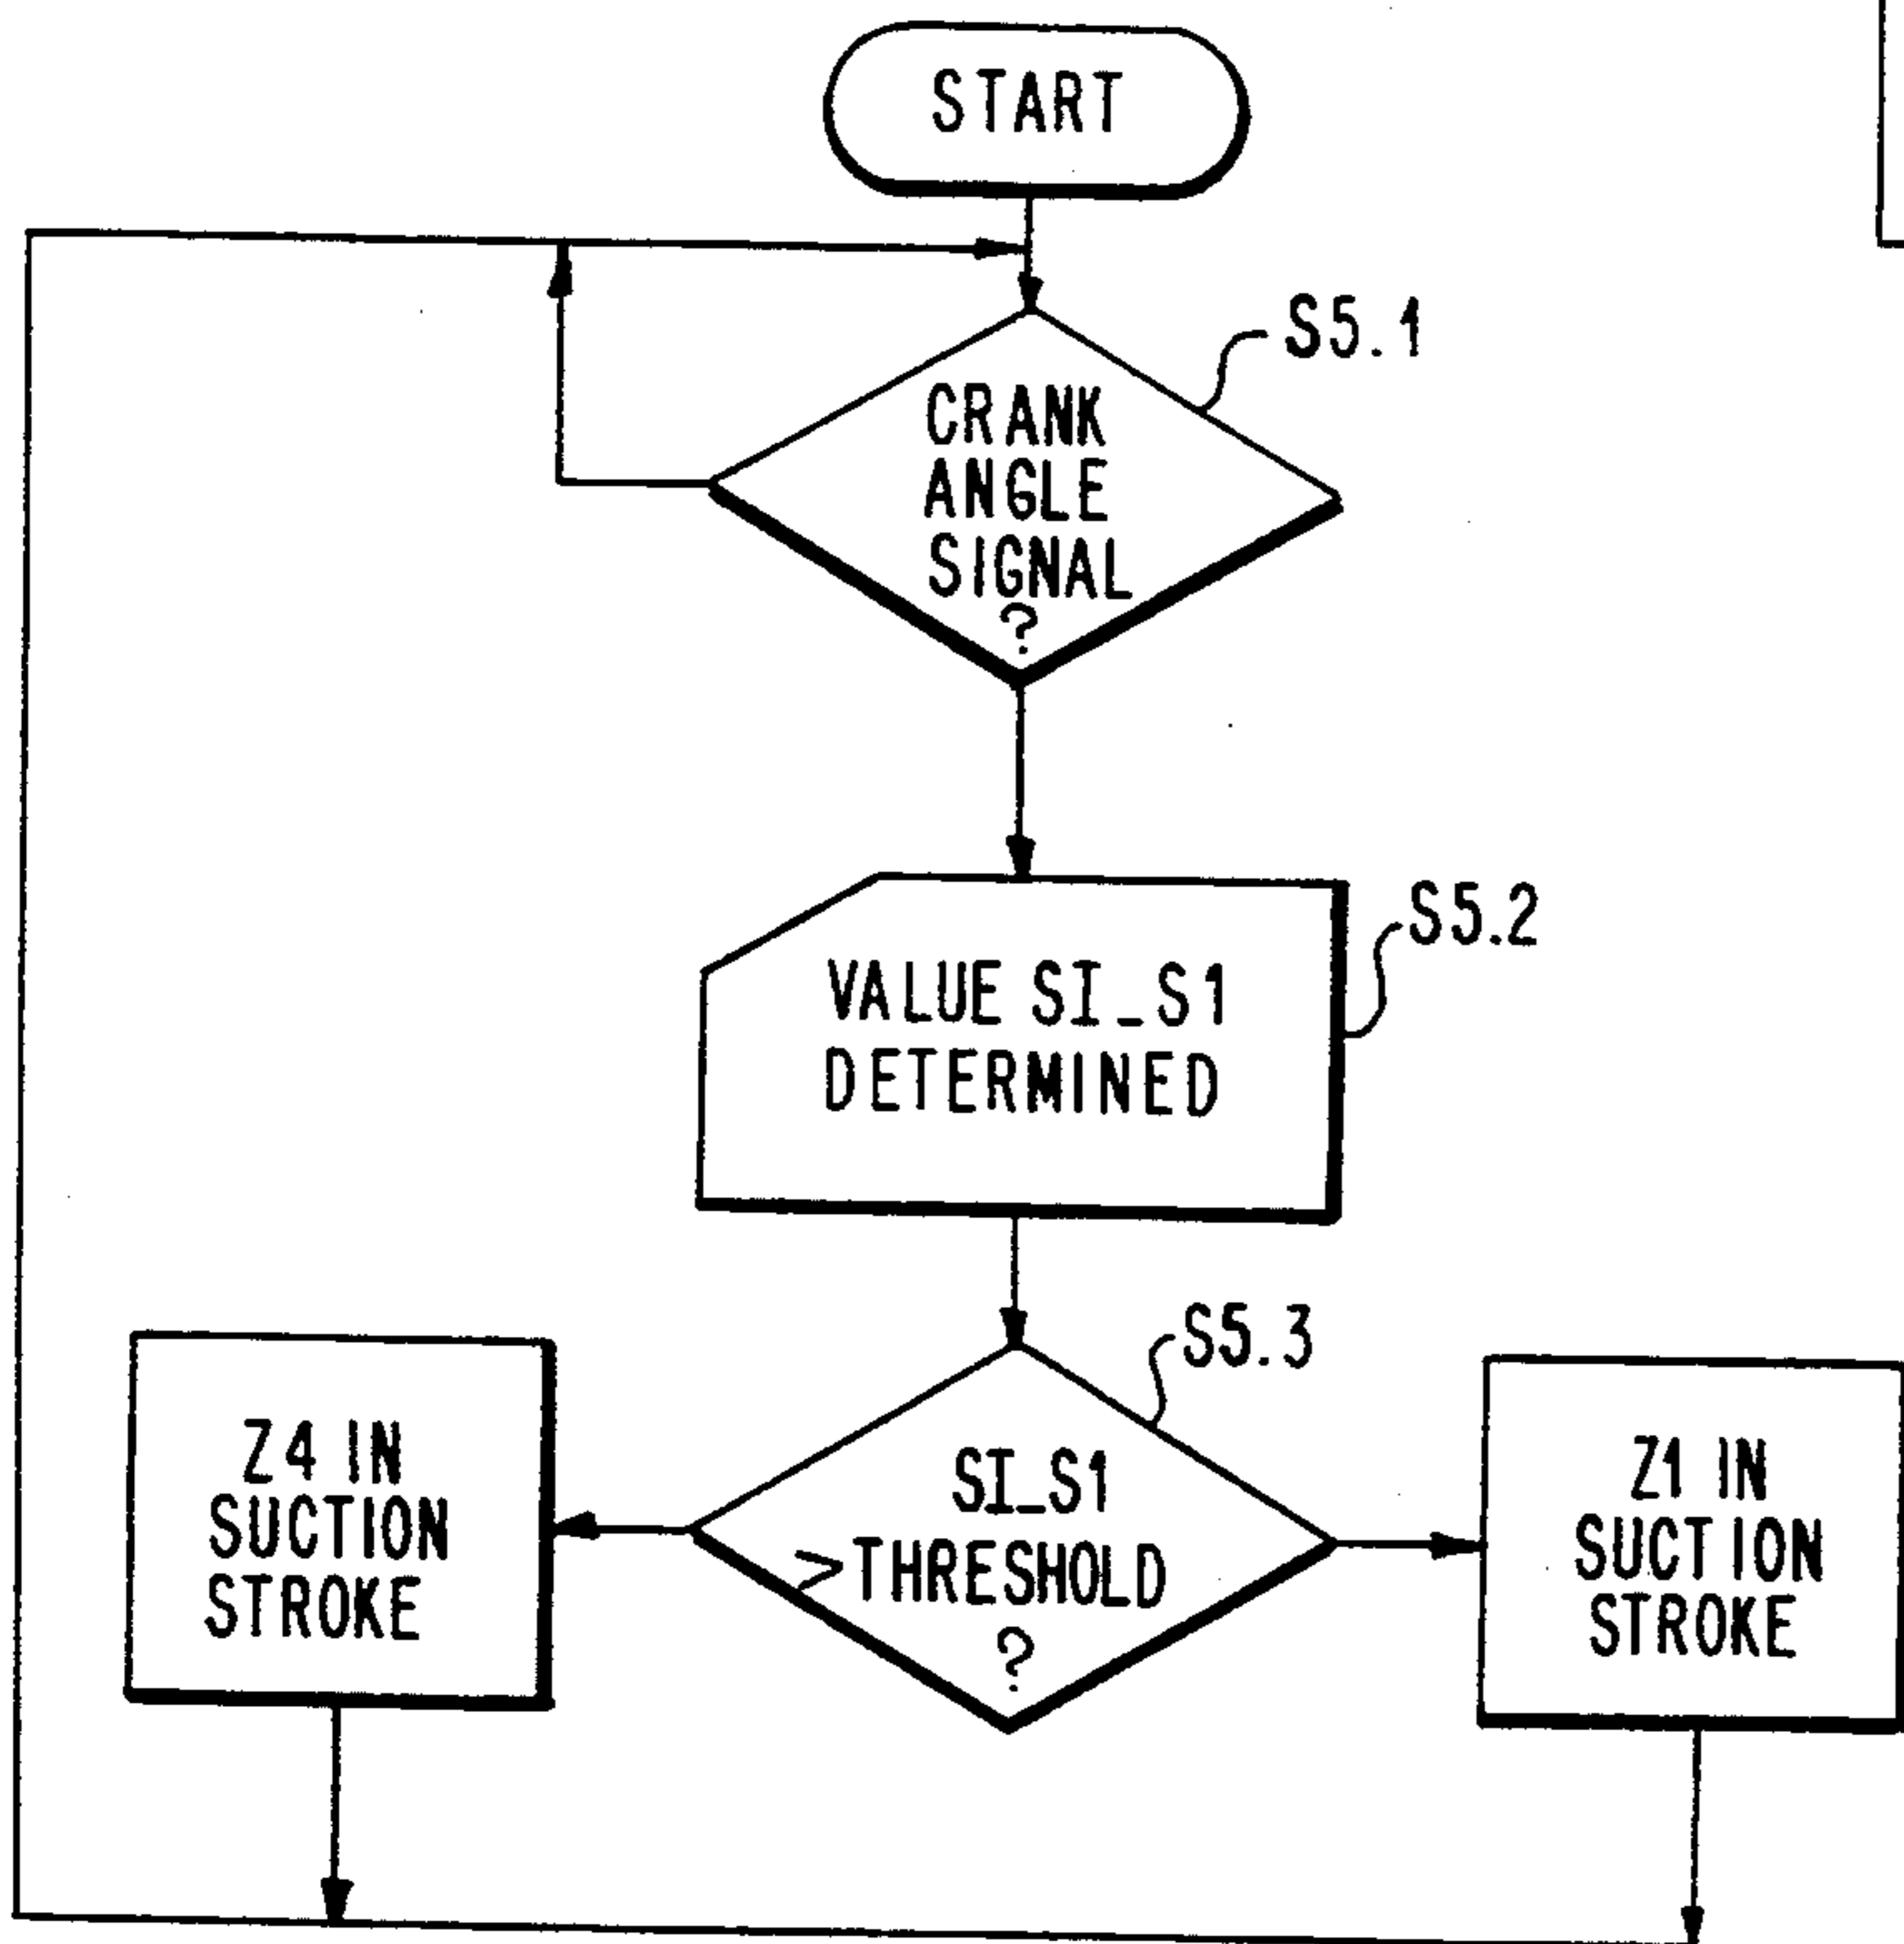 START
S5.1
CRANK
ANGLE
SIGNAL
?
S5.2
VALUE SI_S1
DETERMINED
S5.3
Z4 IN
SUCTION
STROKE
SI_S1
>THRESHOLD
?
Z1 IN
SUCTION
STROKE